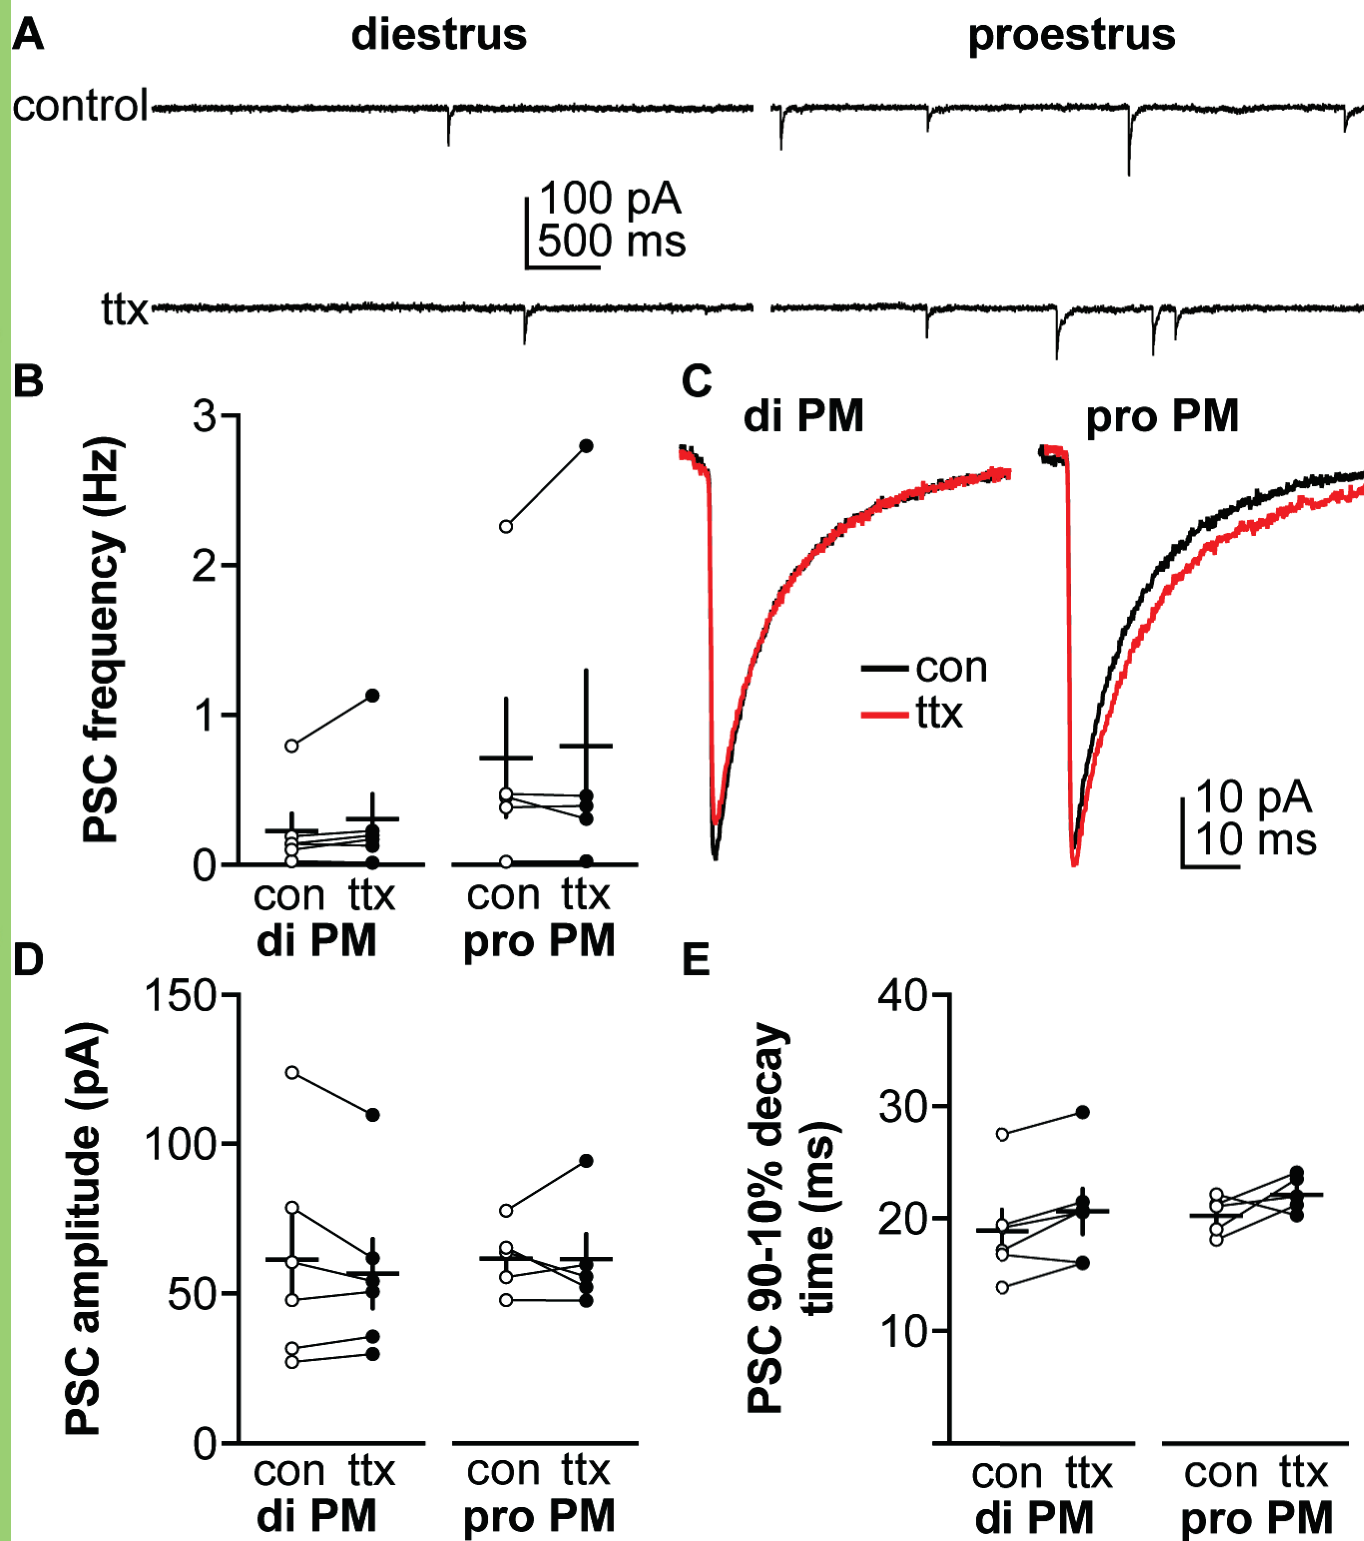 A
diestrus
proestrus
control
100 pA
500 ms
ttx
B
PSC frequency (Hz)
3
2
1
0
con ttx
di PM
con ttx
pro PM
C
di PM
pro PM
con
ttx
10 pA
10 ms
D
PSC amplitude (pA)
150
100
50
0
con ttx
di PM
con ttx
pro PM
E
PSC 90-10% decay
time (ms)
40
30
20
10
con ttx
di PM
con ttx
pro PM